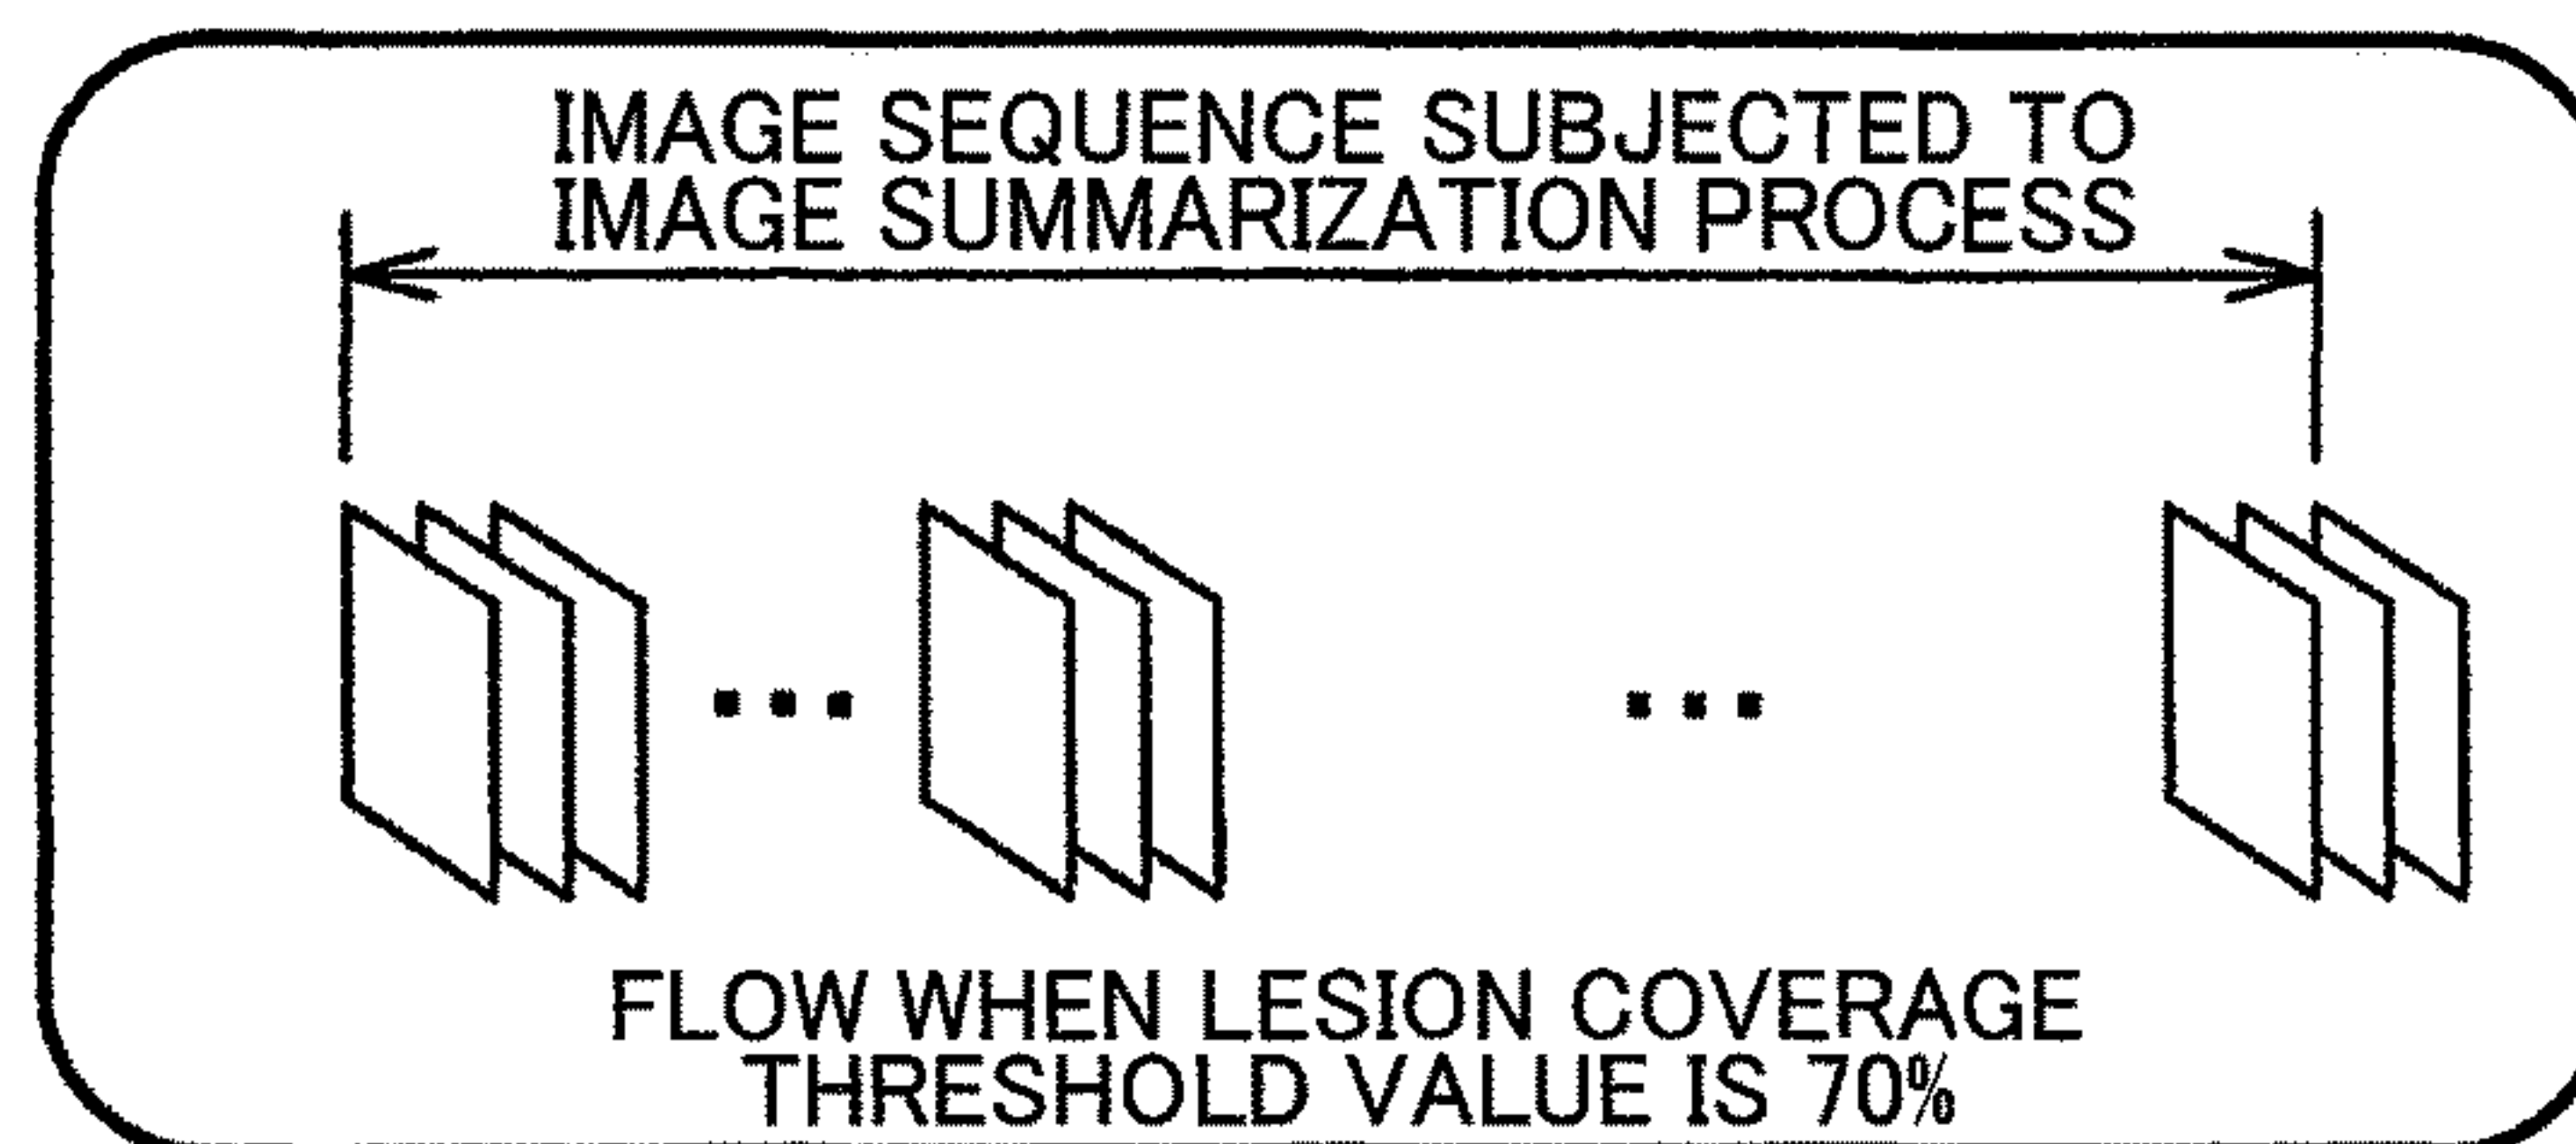 IMAGE SEQUENCE SUBJECTED TO
IMAGE SUMMARIZATION PROCESS
FLOW WHEN LESION COVERAGE
THRESHOLD VALUE IS 70%